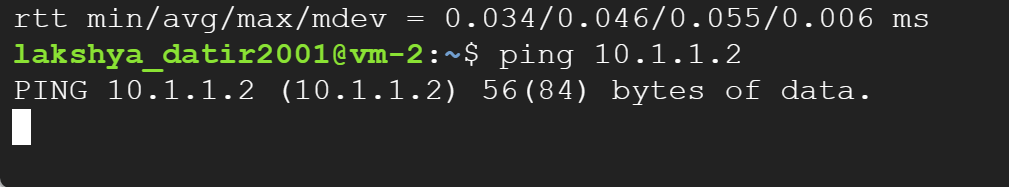 rtt min/avg/max/mdev = 0.034/0.046/0.055/0.006 ms
lakshya_datir2001@vm-2:~$ ping 10.1.1.2
PING 10.1.1.2 (10.1.1.2) 56(84) bytes of data.